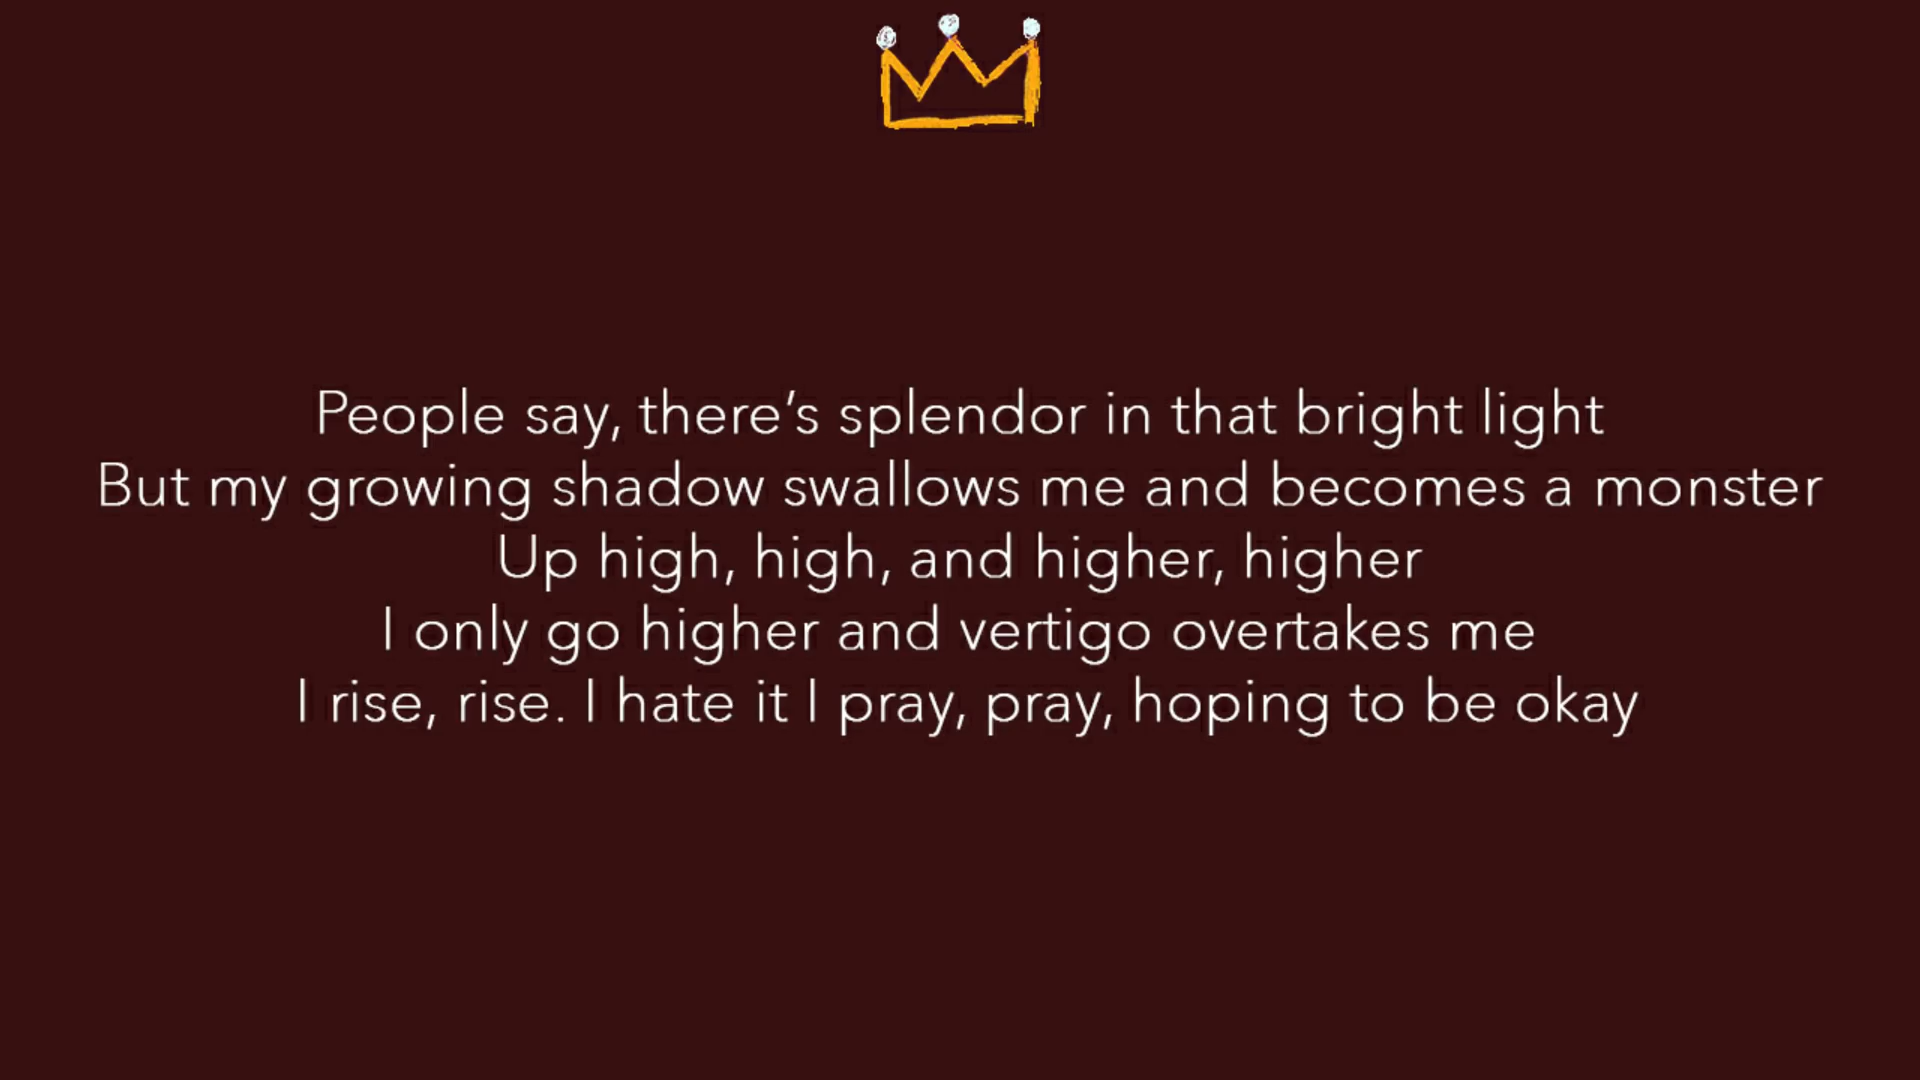 People say, there’s splendor in that bright light
But my growing shadow swallows me and becomes a monster
Up high, high, and higher, higher
I only go higher and vertigo overtakes me
I rise, rise. I hate it I pray, pray, hoping to be okay